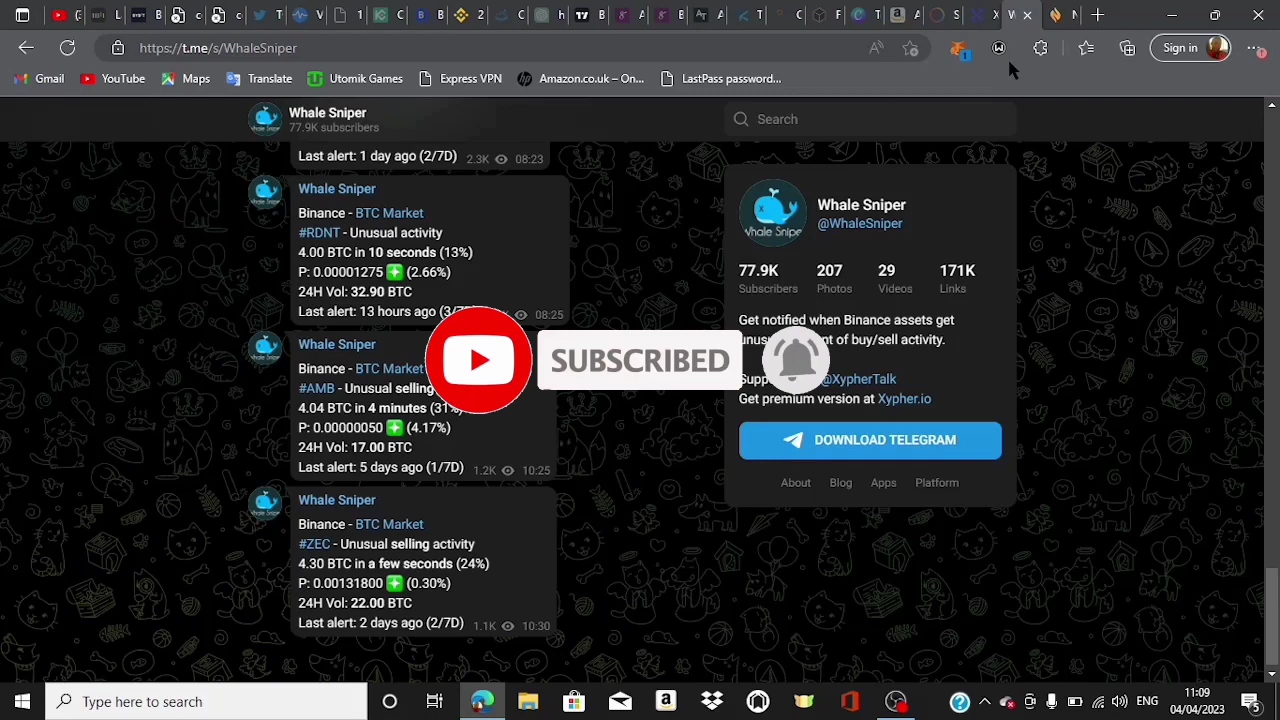 https://t.me/s/WhaleSniper
Sign in
Gmail
YouTube
Maps
Translate
Utomik Games
Express VPN
Amazon.co.uk – On...
LastPass password...
Whale Sniper
77.9K subscribers
Search
Last alert: 1 day ago (2/7D) 2.3K 08:23
Whale Sniper
Binance - BTC Market
#RDNT - Unusual activity
4.00 BTC in 10 seconds (13%)
P: 0.00001275 (2.66%)
24H Vol: 32.90 BTC
Last alert: 13 hours ago (3/7D) 08:25
Whale Sniper
Binance - BTC
#AMB - Unusual selling
4.04 BTC in 4 minutes (31%)
P: 0.00000050 (4.17%)
24H Vol: 17.00 BTC
Last alert: 5 days ago (1/7D) 1.2K 10:25
Whale Sniper
Binance - BTC Market
#ZEC - Unusual selling activity
4.30 BTC in a few seconds (24%)
P: 0.00131800 (0.30%)
24H Vol: 22.00 BTC
Last alert: 2 days ago (2/7D) 1.1K 10:30
SUBSCRIBED
Whale Sniper
Whale Sniper
@WhaleSniper
77.9K 207 29 171K
Subscribers Photos Videos Links
Get notified when Binance assets get
of buy/sell activity.
@XypherTalk
Get premium version at Xypher.io
DOWNLOAD TELEGRAM
About Blog Apps Platform
Type here to search
ENG
11:09
04/04/2023
5